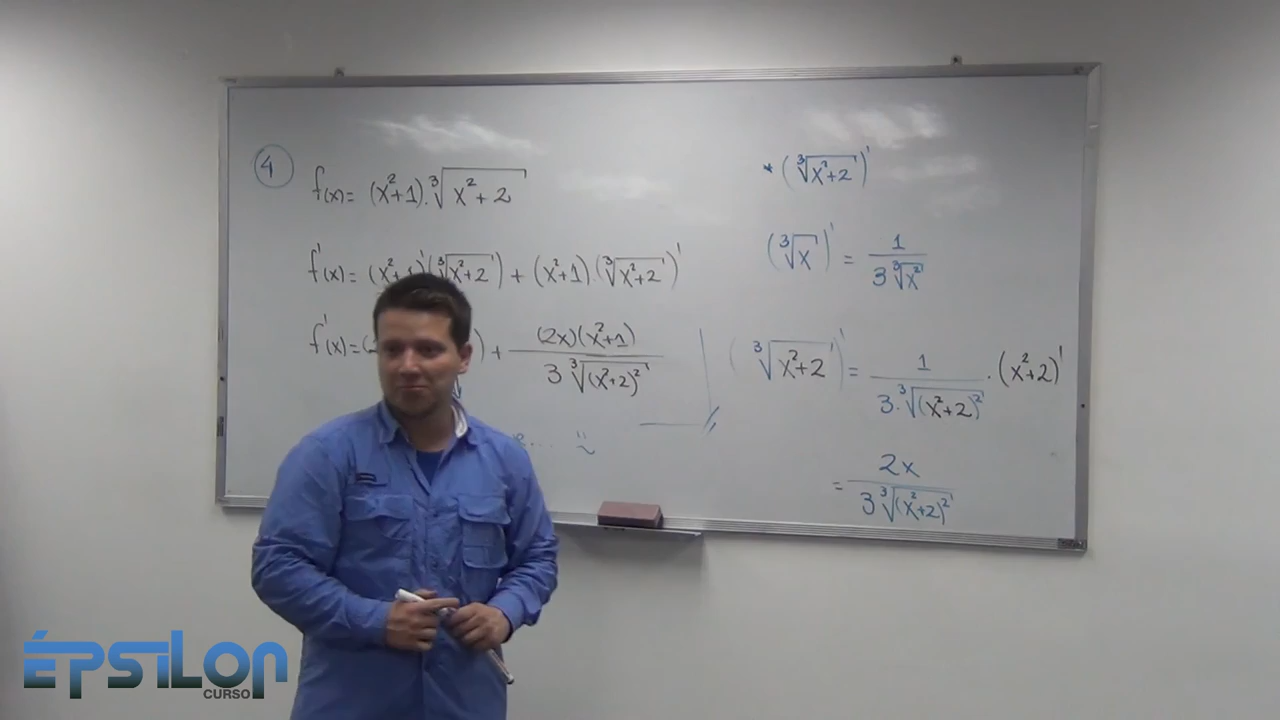 4
f(x) = (x²+1).∛(x²+2)
f'(x) = (x²+1)'(∛(x²+2)) + (x²+1).(∛(x²+2))'
f'(x) = (2 ) + (2x)(x²+1)
3∛(x²+2)²
* (∛(x²+2))'
(∛x)' = 1
3∛x²
(∛(x²+2))' = 1 . (x²+2)'
3.∛(x²+2)²
= 2x
3∛(x²+2)²
ÉPSILON
CURSO